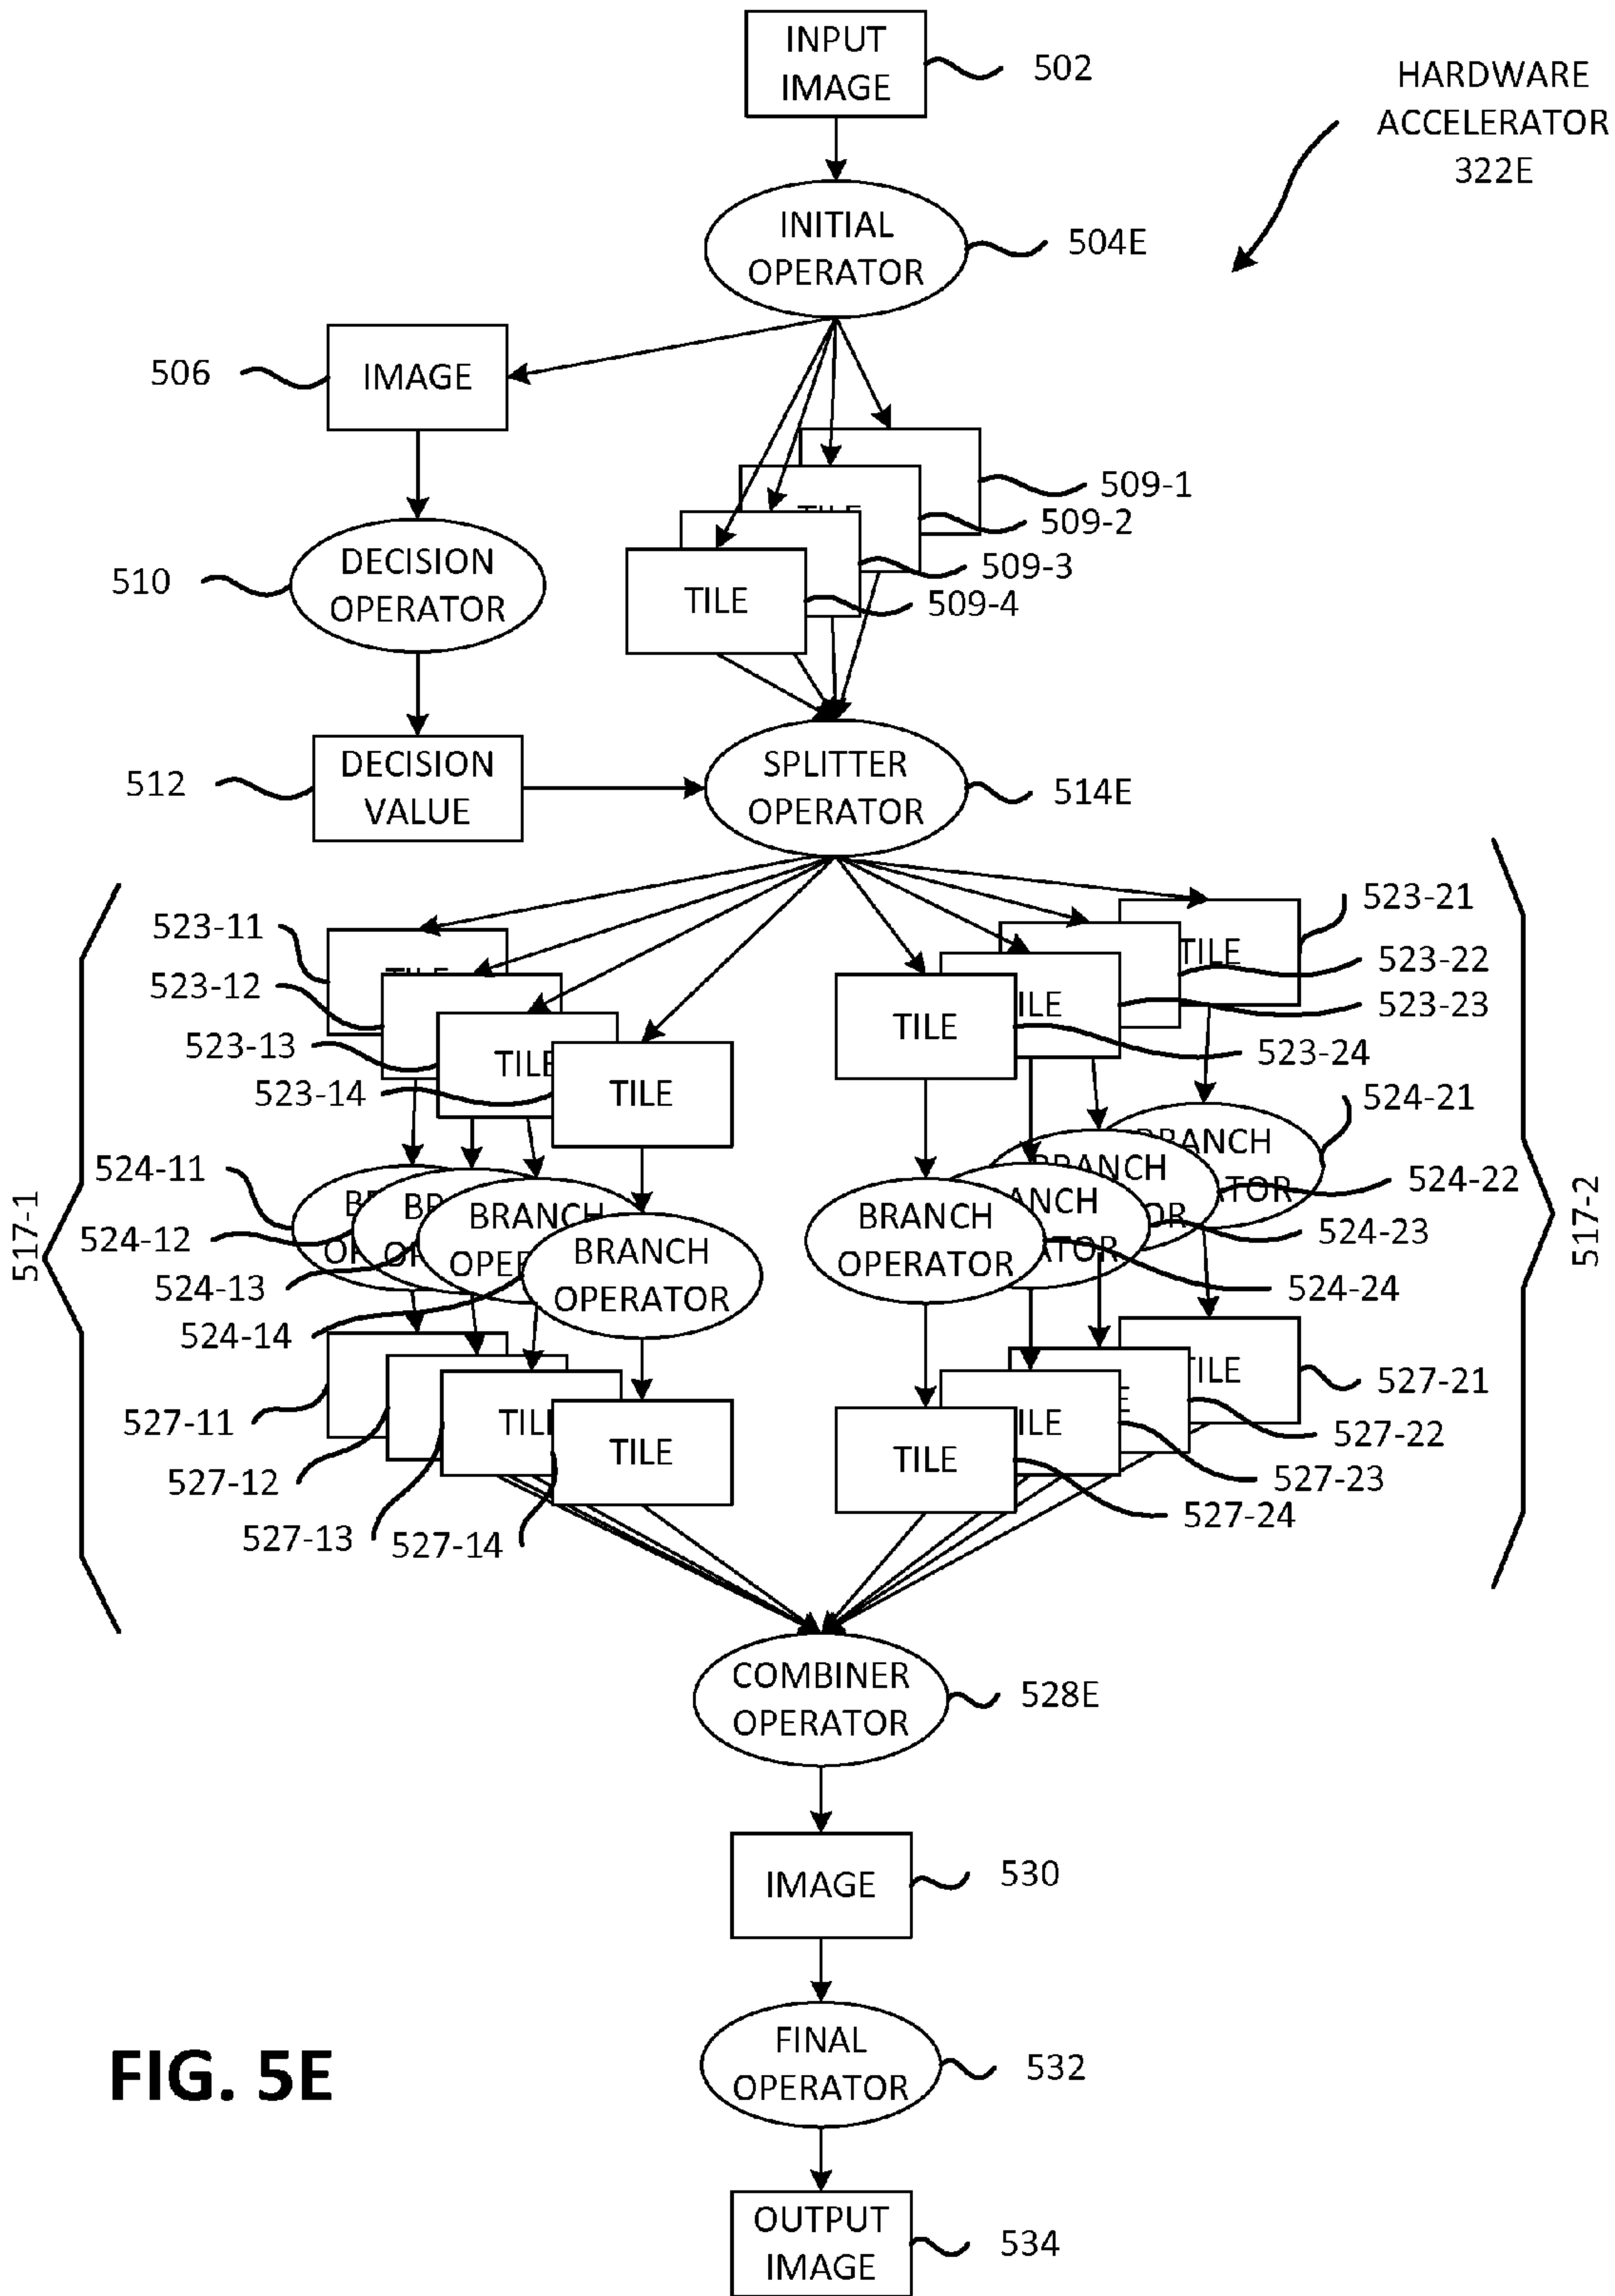 INPUT
IMAGE
502
HARDWARE
ACCELERATOR
322E
INITIAL
OPERATOR
504E
506
IMAGE
509-1
509-2
509-3
TILE
509-4
510
DECISION
OPERATOR
512
DECISION
VALUE
SPLITTER
OPERATOR
514E
517-1
517-2
523-11
523-12
523-13
523-14
TILE
TILE
523-21
523-22
523-23
523-24
TILE
TILE
524-11
524-12
524-13
524-14
BRANCH
BRANCH
OPERATOR
524-21
524-22
524-23
524-24
BRANCH
BRANCH
BRANCH
OPERATOR
527-11
527-12
527-13
527-14
TILE
527-21
527-22
527-23
527-24
TILE
TILE
COMBINER
OPERATOR
528E
IMAGE
530
FINAL
OPERATOR
532
OUTPUT
IMAGE
534
FIG. 5E